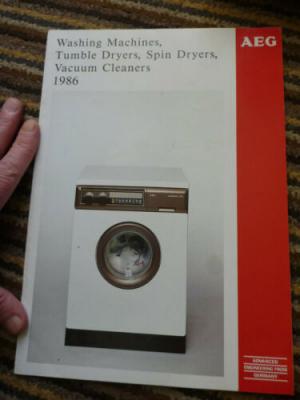 Washing Machines,
Tumble Dryers, Spin Dryers,
Vacuum Cleaners
1986
AEG
ADVANCED
ENGINEERING FROM
GERMANY